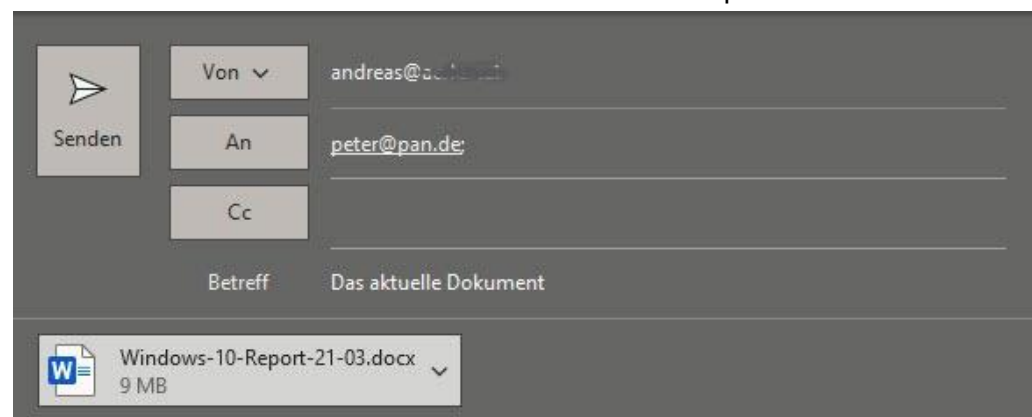 Von
andreas@
Senden
An
peter@pan.de;
Cc
Betreff Das aktuelle Dokument
Windows-10-Report-21-03.docx
9 MB